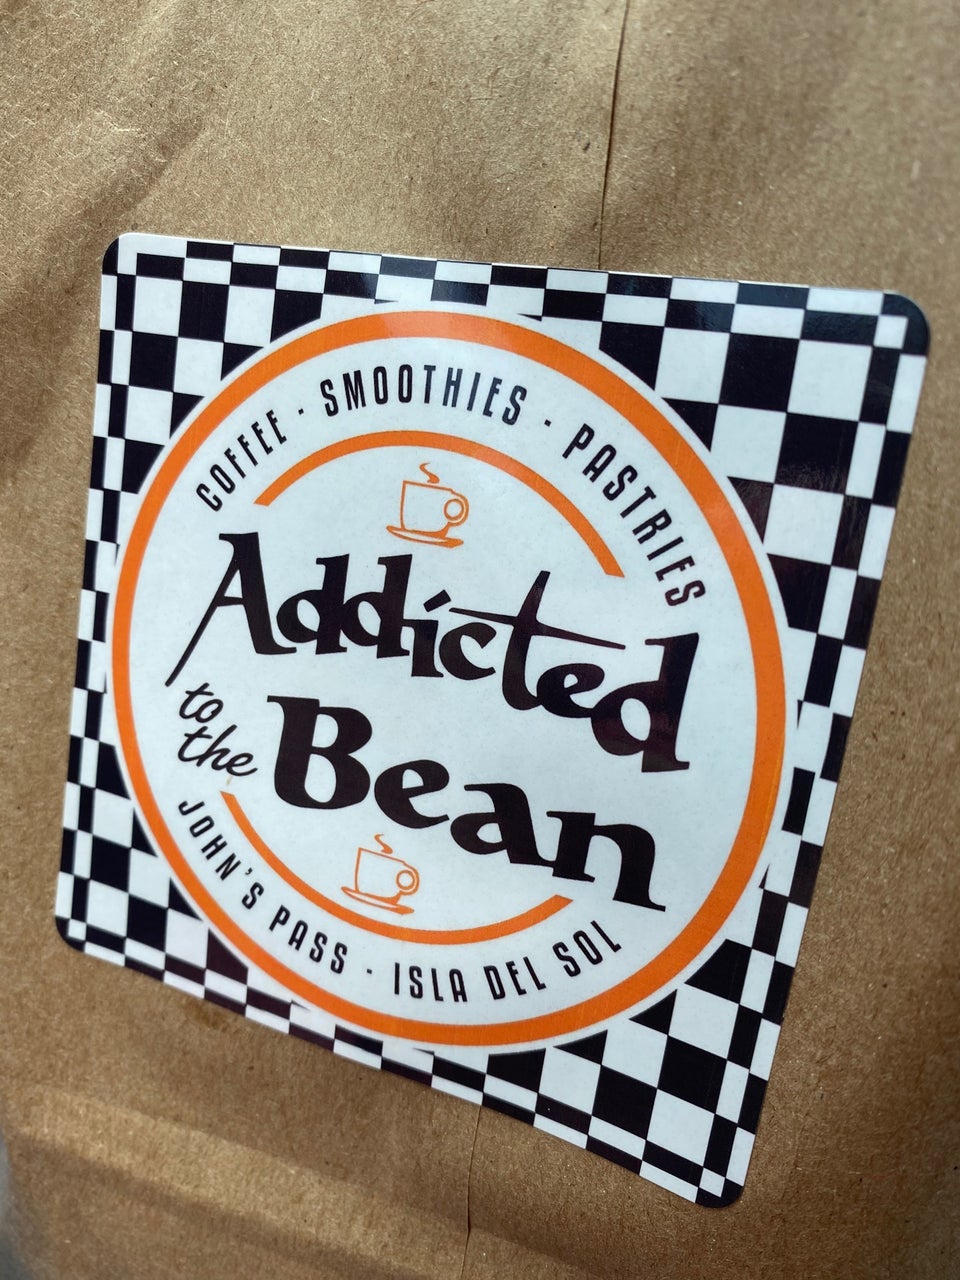 COFFEE · SMOOTHIES · PASTRIES
Addicted
to the
Bean
JOHN'S PASS · ISLA DEL SOL